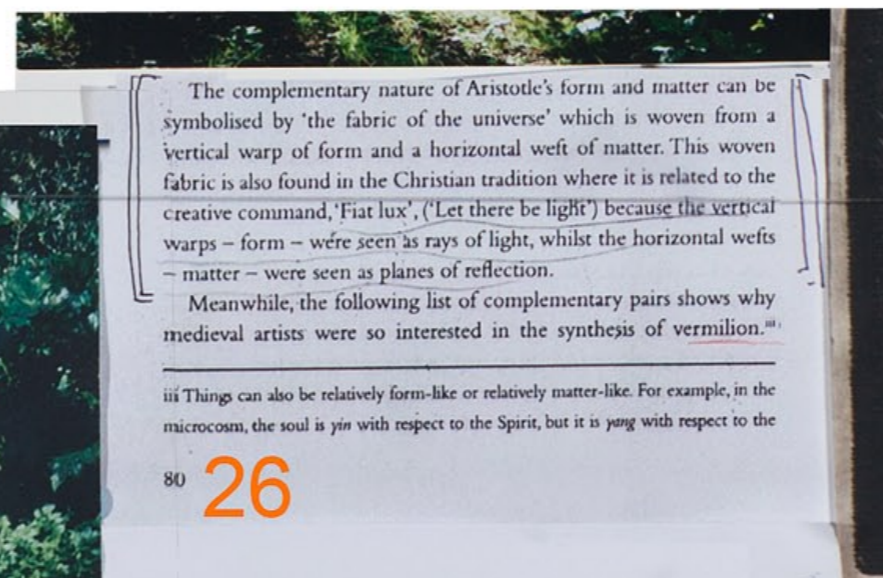 The complementary nature of Aristotle's form and matter can be
symbolised by 'the fabric of the universe' which is woven from a
vertical warp of form and a horizontal weft of matter. This woven
fabric is also found in the Christian tradition where it is related to the
creative command, 'Fiat lux', ('Let there be light') because the vertical
warps – form – were seen as rays of light, whilst the horizontal wefts
– matter – were seen as planes of reflection.
Meanwhile, the following list of complementary pairs shows why
medieval artists were so interested in the synthesis of vermilion.iii
iii Things can also be relatively form-like or relatively matter-like. For example, in the
microcosm, the soul is yin with respect to the Spirit, but it is yang with respect to the
80
26